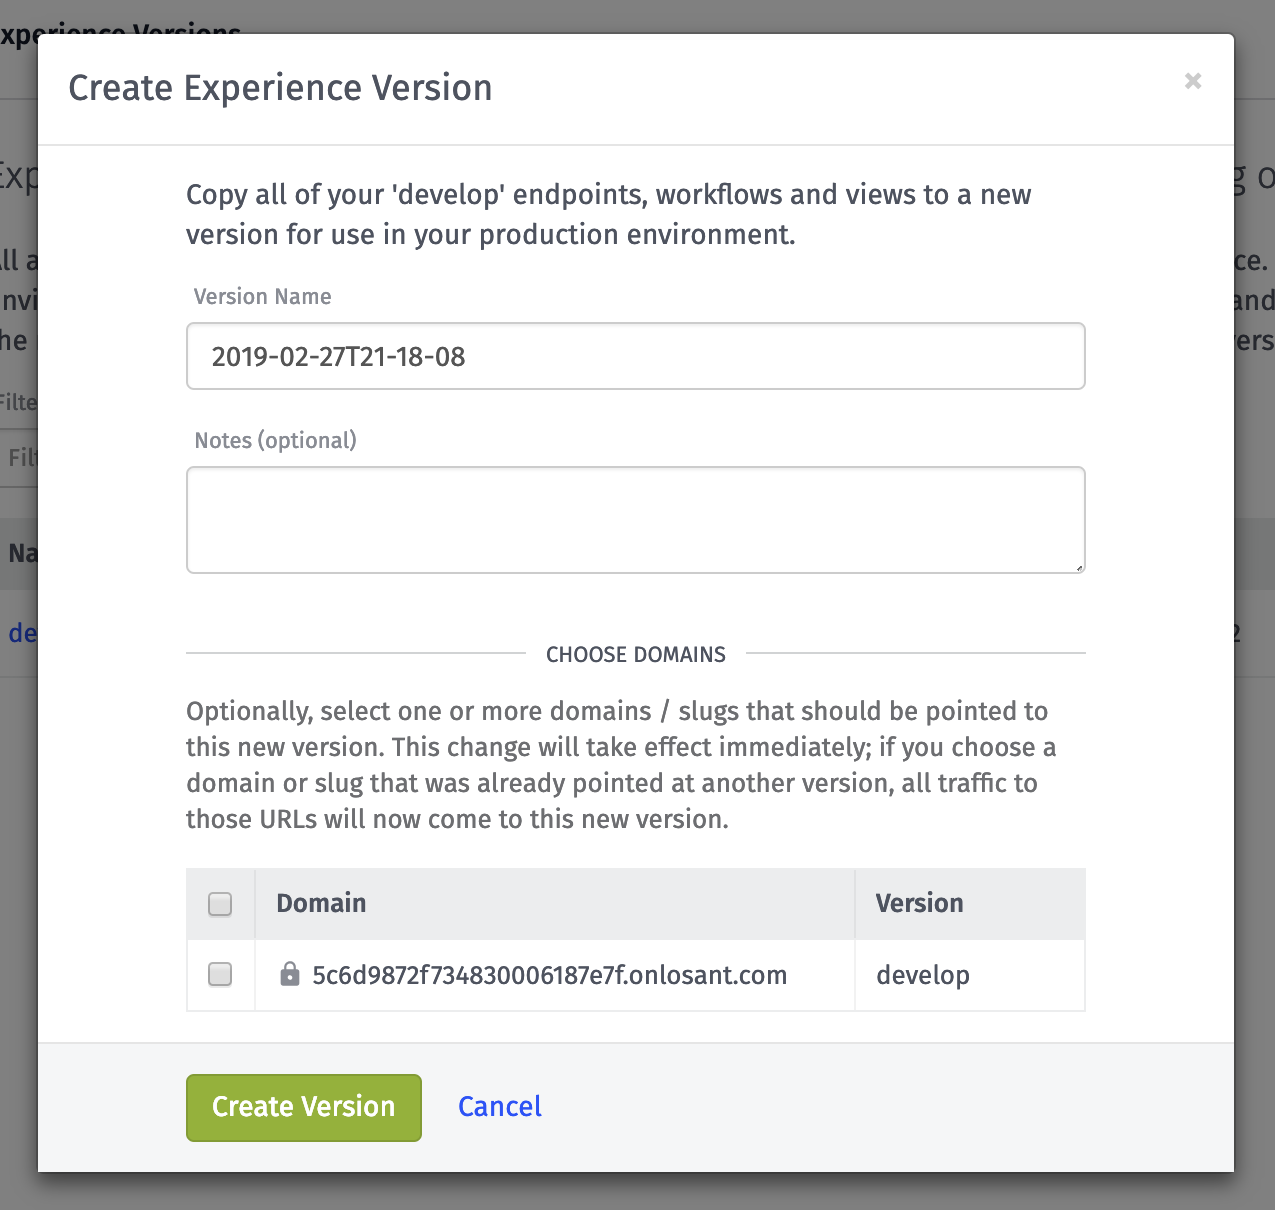 Create Experience Version
×
Copy all of your 'develop' endpoints, workflows and views to a new
version for use in your production environment.
Version Name
2019-02-27T21-18-08
Notes (optional)
CHOOSE DOMAINS
Optionally, select one or more domains / slugs that should be pointed to
this new version. This change will take effect immediately; if you choose a
domain or slug that was already pointed at another version, all traffic to
those URLs will now come to this new version.
Domain Version
5c6d9872f734830006187e7f.onlosant.com develop
Create Version Cancel